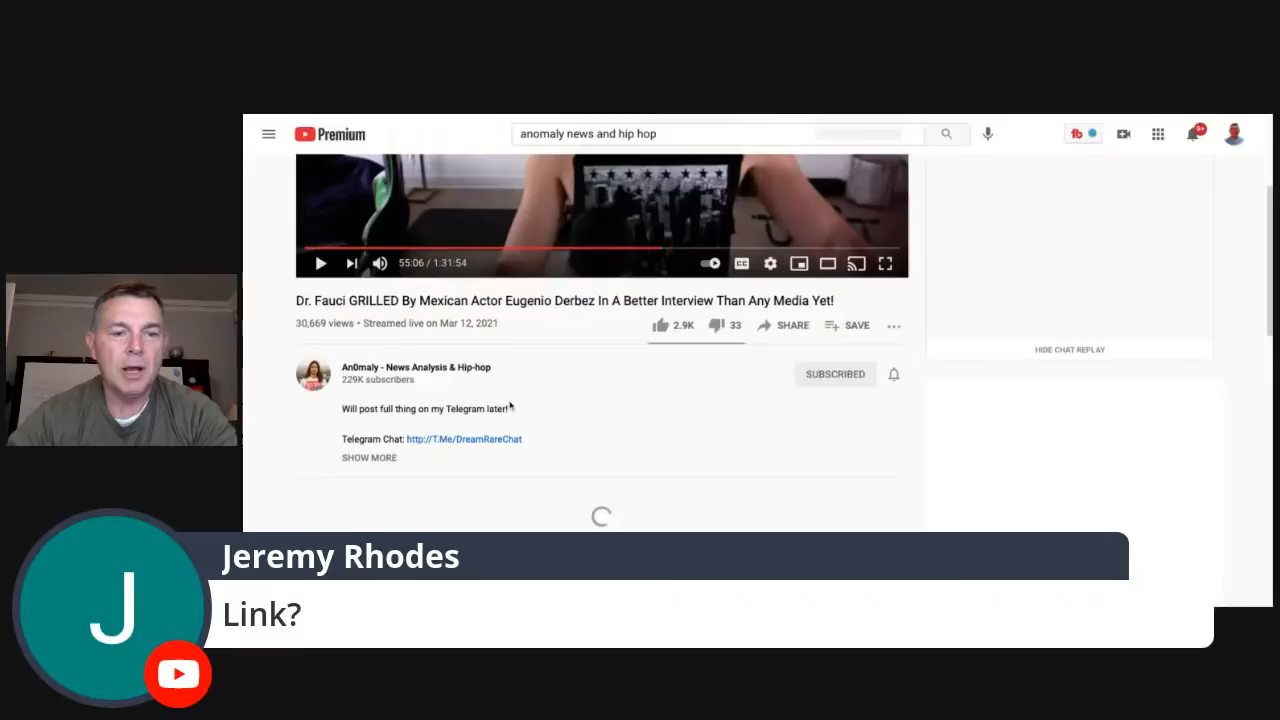 Premium
anomaly news and hip hop
tb
9+
55:06 / 1:31:54
CC
Dr. Fauci GRILLED By Mexican Actor Eugenio Derbez In A Better Interview Than Any Media Yet!
30,669 views • Streamed live on Mar 12, 2021
2.9K
33
SHARE
SAVE
HIDE CHAT REPLAY
An0maly - News Analysis & Hip-hop
229K subscribers
SUBSCRIBED
Will post full thing on my Telegram later!
Telegram Chat: http://T.Me/DreamRareChat
SHOW MORE
J
Jeremy Rhodes
Link?